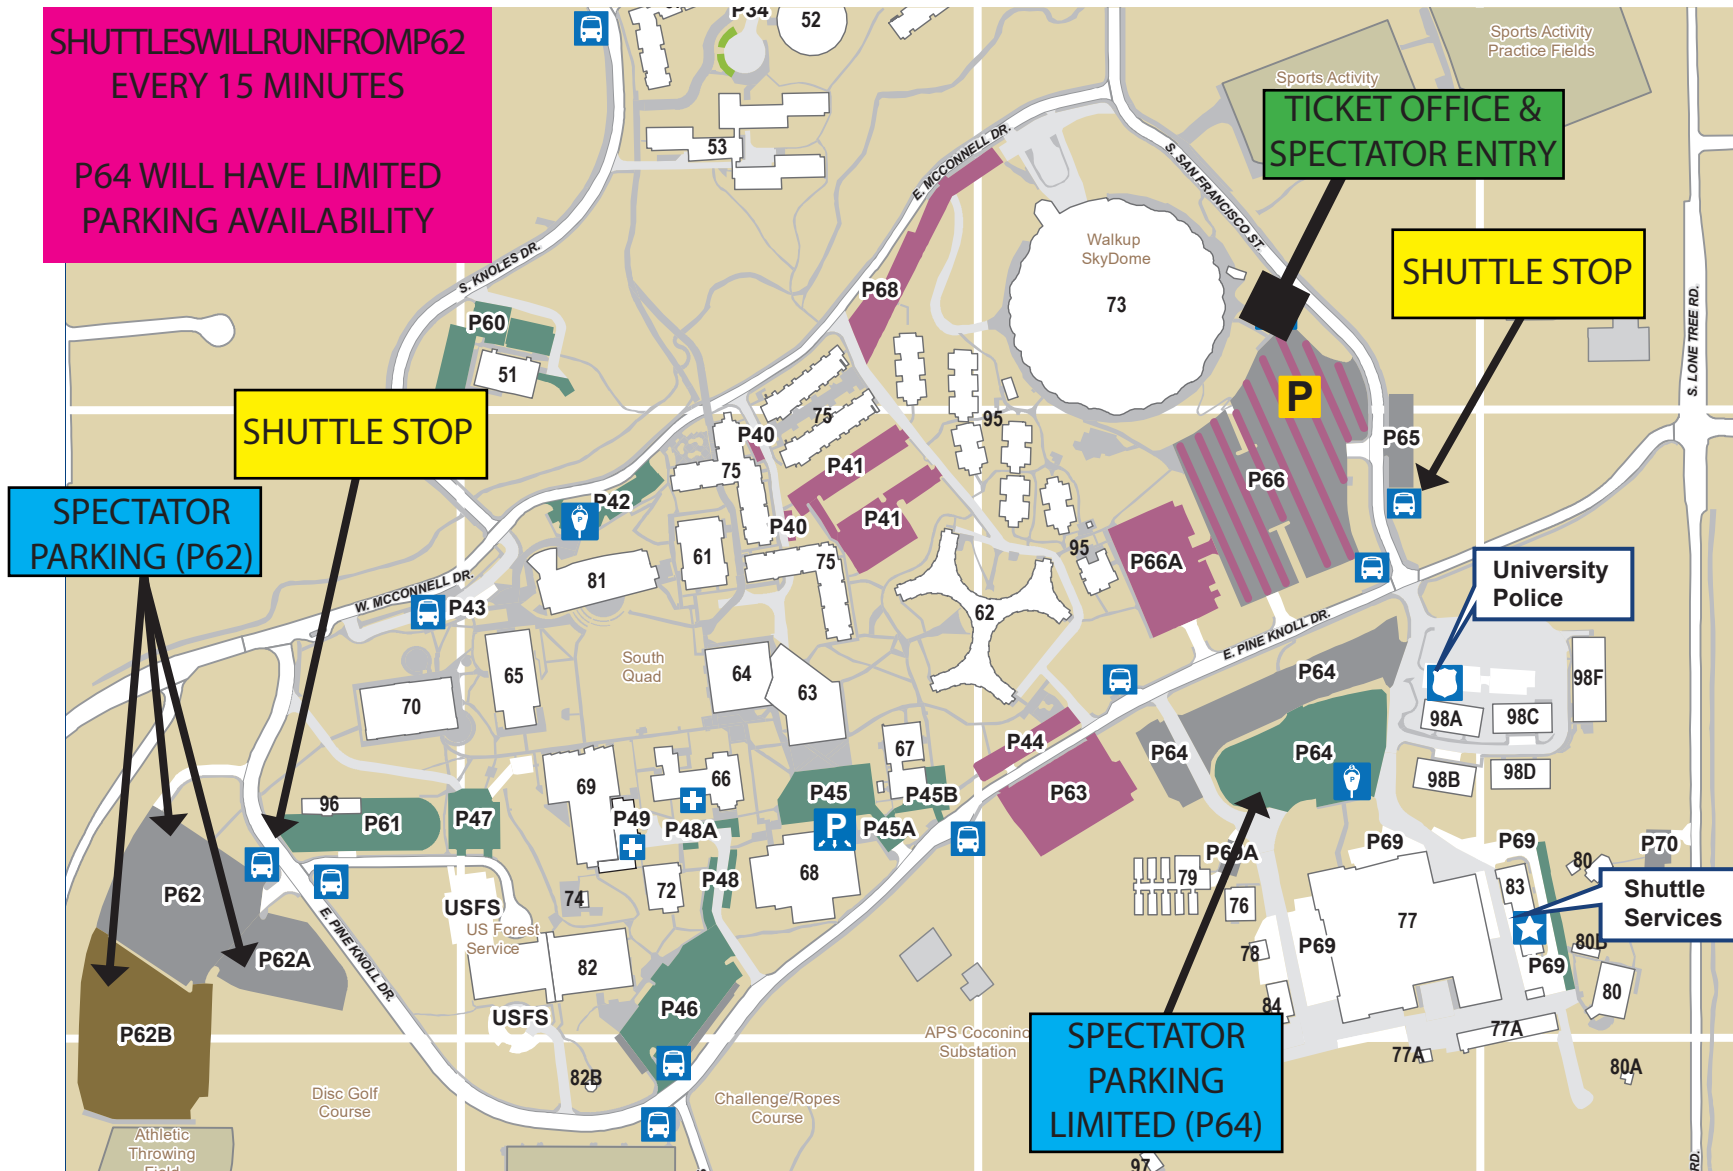 SHUTTLESWILLRUNFROMP62
EVERY 15 MINUTES
P64 WILL HAVE LIMITED
PARKING AVAILABILITY
P34
52
Sports Activity
Practice Fields
Sports Activity
TICKET OFFICE &
SPECTATOR ENTRY
53
E. MCCONNELL DR.
S. SAN FRANCISCO ST.
S. KNOLES DR.
Walkup
SkyDome
73
SHUTTLE STOP
P68
P60
51
S. LONE TREE RD.
P
SHUTTLE STOP
75
95
P40
P65
P41
75
P66
P42
P
SPECTATOR
PARKING (P62)
P40
P41
61
75
95
P66A
81
University
Police
W. MCCONNELL DR.
P43
62
E. PINE KNOLL DR.
South
Quad
65
64
63
P64
98F
70
98A
98C
P44
67
P64
P64
P
98B
98D
69
66
P45
P45B
P63
96
P61
P47
P49
P48A
P
P45A
P69A
P69
P69
P70
80
79
83
Shuttle
Services
P62
74
72
P48
68
76
77
USFS
US Forest
Service
E. PINE KNOLL DR.
P62A
82
78
P69
80B
P69
80
84
P46
USFS
P62B
APS Coconino
Substation
SPECTATOR
PARKING
LIMITED (P64)
77A
77A
80A
82B
Disc Golf
Course
Challenge/Ropes
Course
Athletic
Throwing
Field
97
RD.